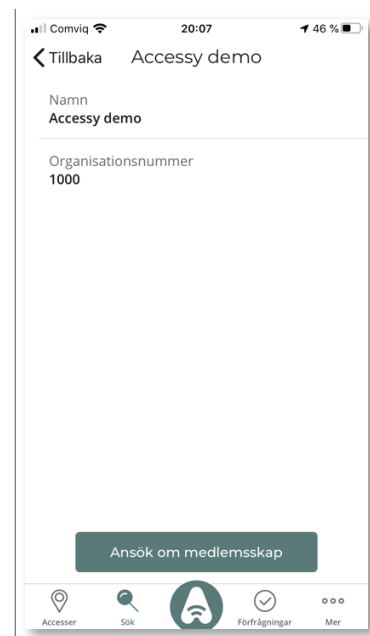 Comviq 20:07 46 %
Tillbaka Accessy demo
Namn
Accessy demo
Organisationsnummer
1000
Ansök om medlemsskap
Accesser Sök Förfrågningar Mer